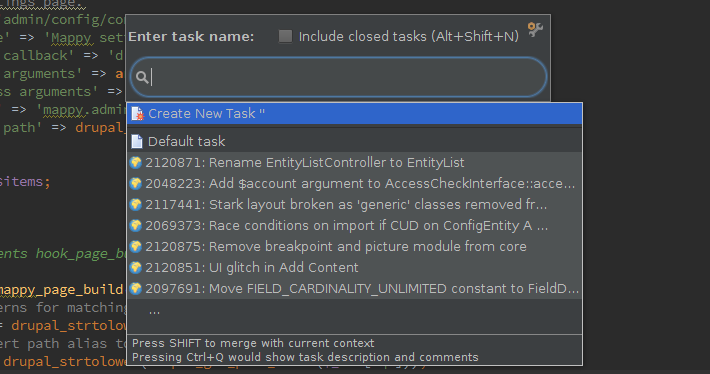 ings page.
admin/config/co
e' => 'Mappy set
callback' => 'd
arguments' => a
ss arguments' =>
' => 'mappy.admi
path' => drupal_
Enter task name:
Include closed tasks (Alt+Shift+N)
Create New Task "
Default task
2120871: Rename EntityListController to EntityList
2048223: Add $account argument to AccessCheckInterface::acce...
2117441: Stark layout broken as 'generic' classes removed fr...
2069373: Race conditions on import if CUD on ConfigEntity A ...
2120875: Remove breakpoint and picture module from core
2120851: UI glitch in Add Content
2097691: Move FIELD_CARDINALITY_UNLIMITED constant to FieldD...
...
Press SHIFT to merge with current context
Pressing Ctrl+Q would show task description and comments
$items;
ents hook_page_bu
mappy_page_build
erns for matching
= drupal_strtolow
ert path alias to
drupal_strtolowe